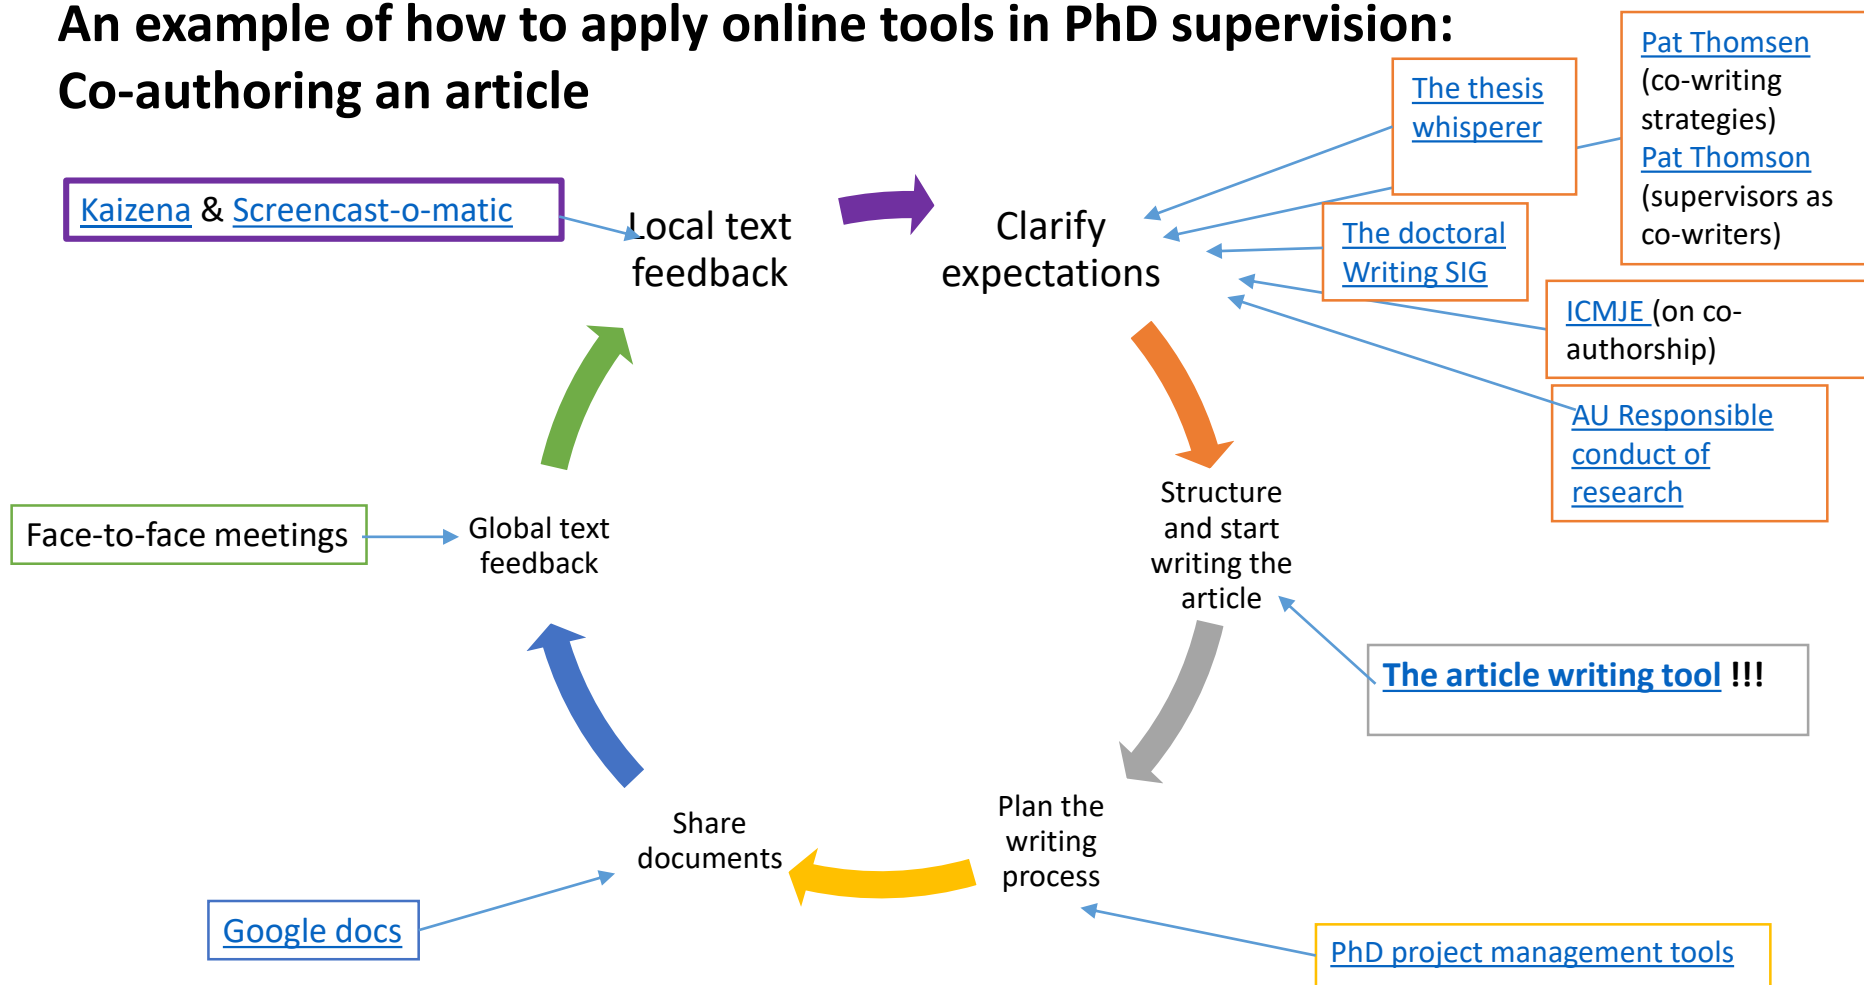 An example of how to apply online tools in PhD supervision:
Co-authoring an article
Kaizena & Screencast-o-matic
Local text
feedback
Clarify
expectations
The thesis
whisperer
Pat Thomsen
(co-writing
strategies)
Pat Thomson
(supervisors as
co-writers)
The doctoral
Writing SIG
ICMJE (on co-
authorship)
AU Responsible
conduct of
research
Structure
and start
writing the
article
The article writing tool !!!
Plan the
writing
process
PhD project management tools
Share
documents
Google docs
Global text
feedback
Face-to-face meetings